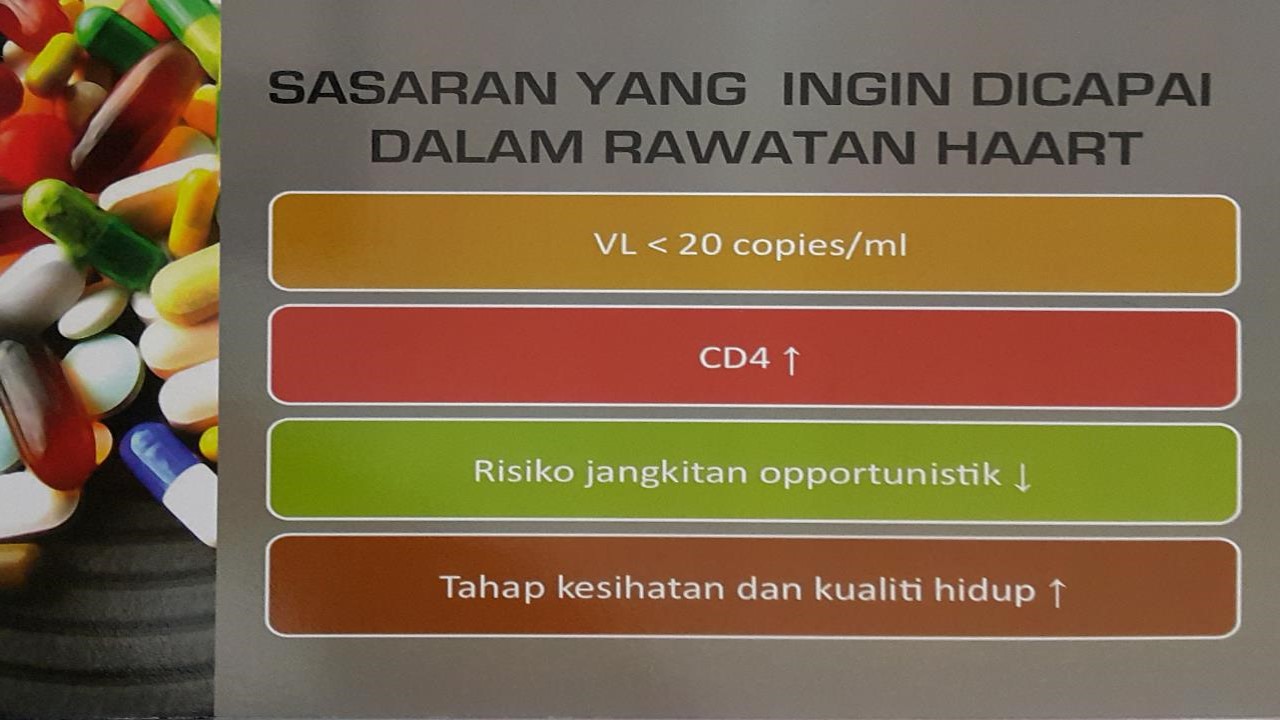 SASARAN YANG INGIN DICAPAI
DALAM RAWATAN HAART
VL < 20 copies/ml
CD4 ↑
Risiko jangkitan opportunistik ↓
Tahap kesihatan dan kualiti hidup ↑